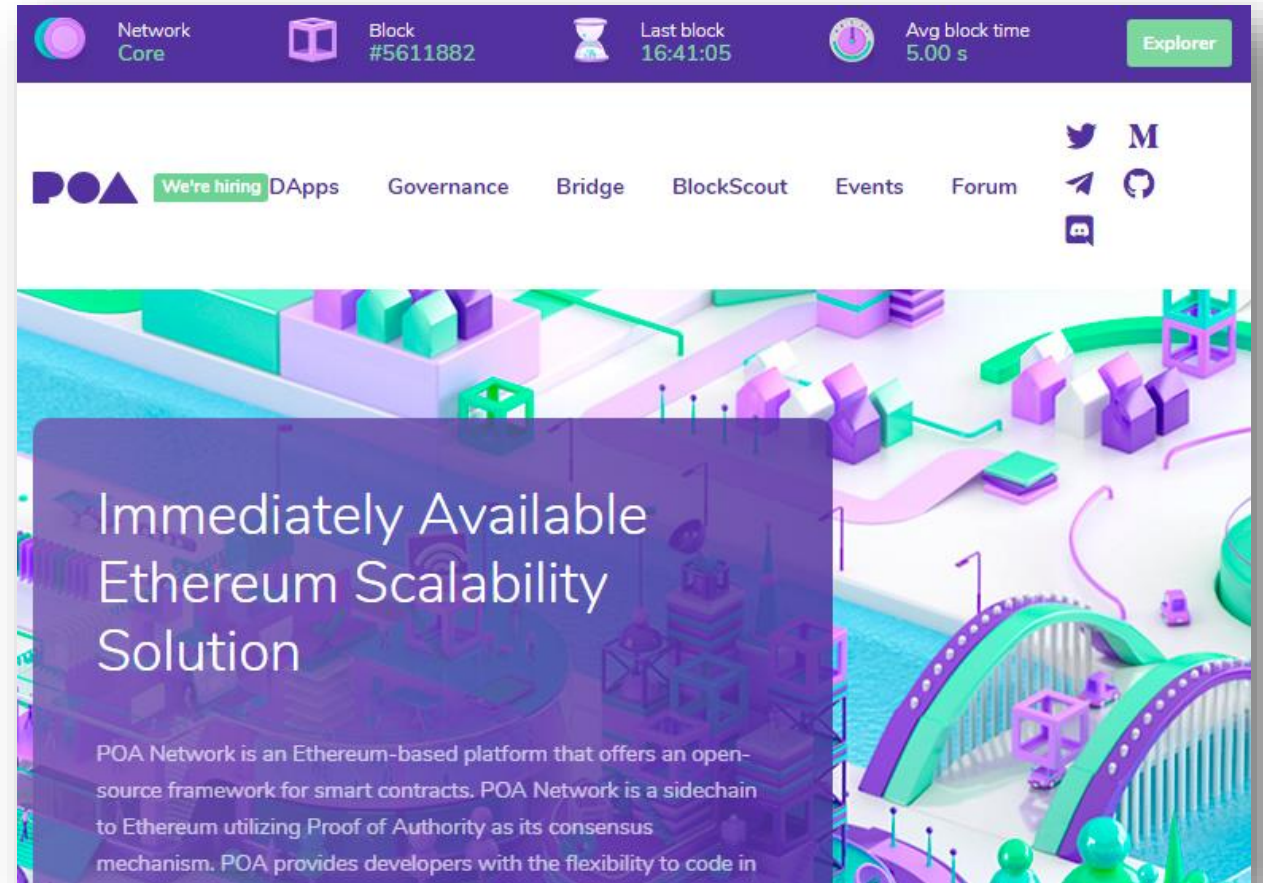 Network
Core
Block
#5611882
Last block
16:41:05
Avg block time
5.00 s
Explorer
POA
We're hiring
DApps
Governance
Bridge
BlockScout
Events
Forum
M
Immediately Available
Ethereum Scalability
Solution
POA Network is an Ethereum-based platform that offers an open-
source framework for smart contracts. POA Network is a sidechain
to Ethereum utilizing Proof of Authority as its consensus
mechanism. POA provides developers with the flexibility to code in